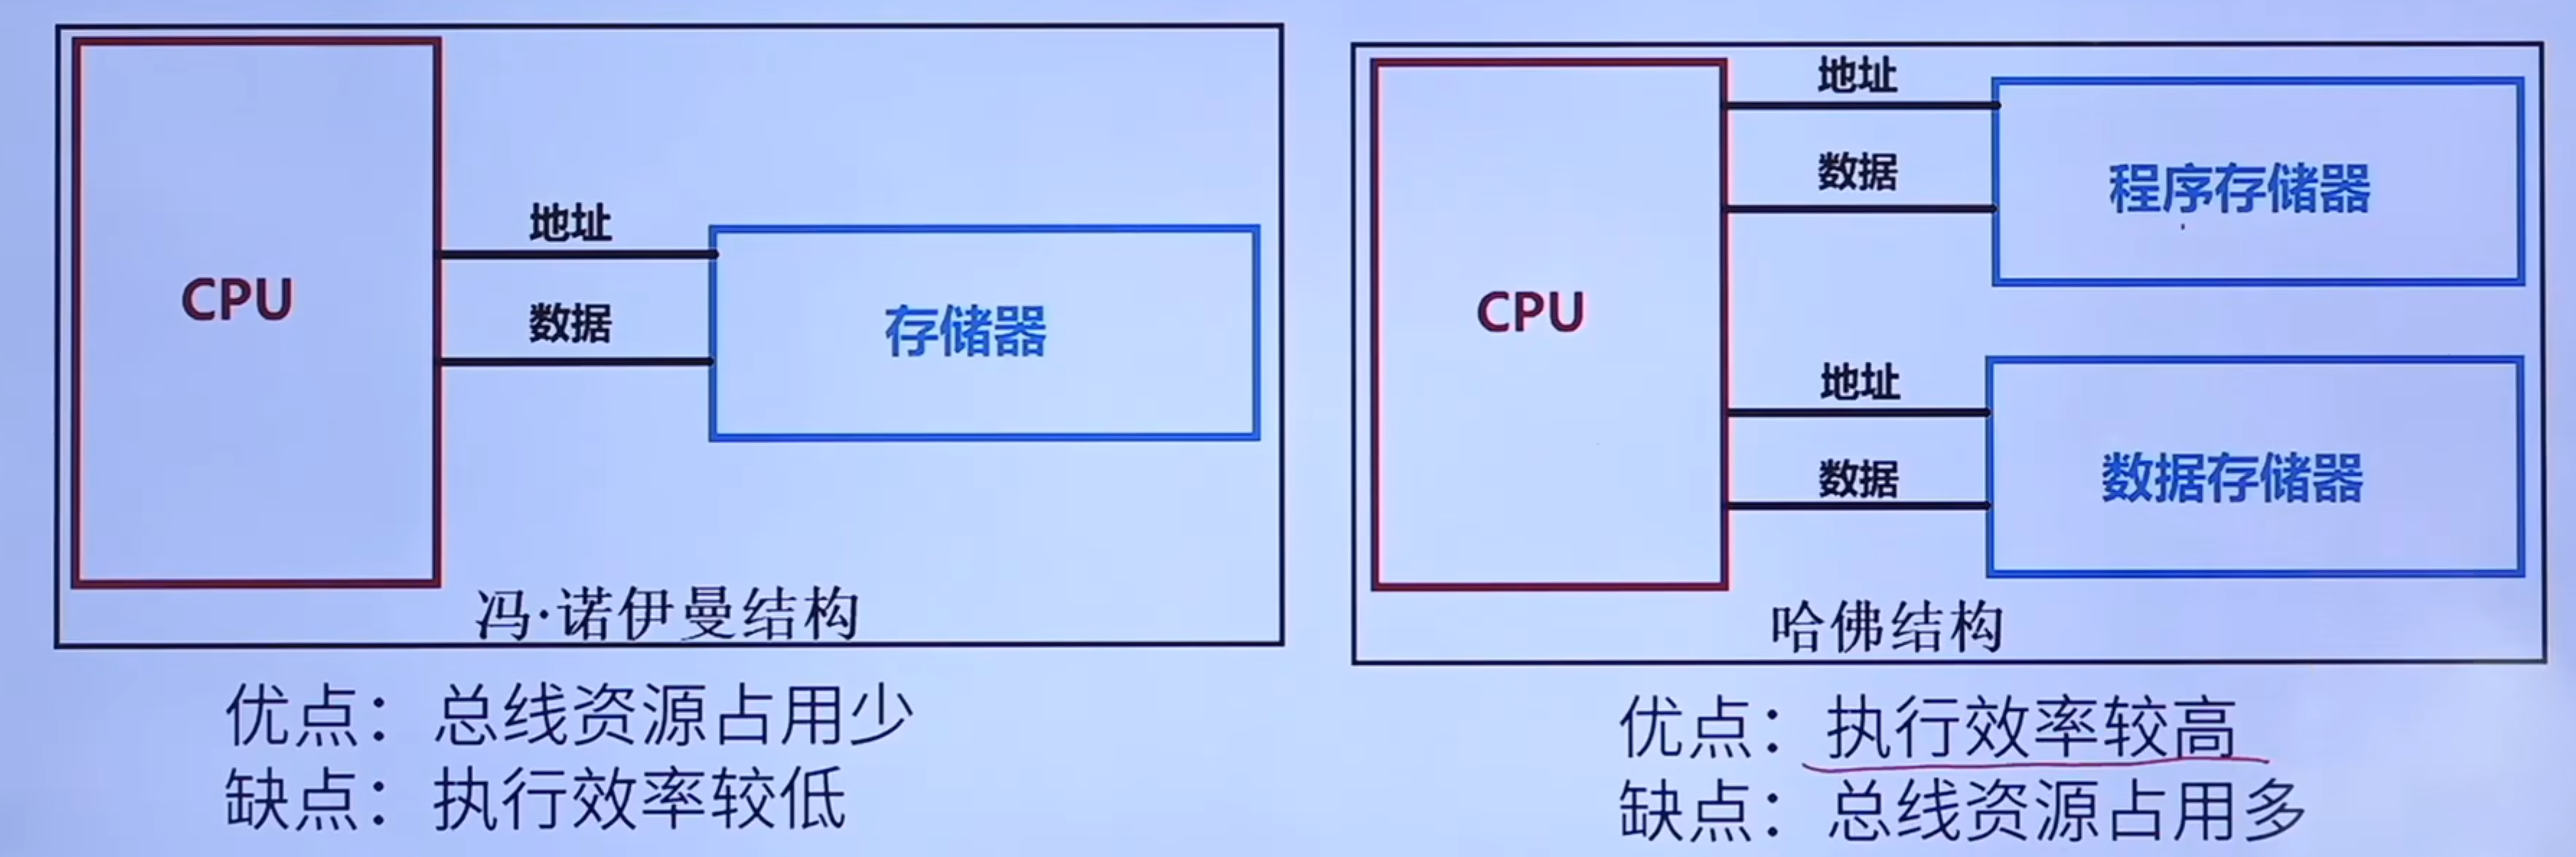 CPU
地址
数据
存储器
冯·诺伊曼结构
优点：总线资源占用少
缺点：执行效率较低
CPU
地址
数据
程序存储器
地址
数据
数据存储器
哈佛结构
优点：执行效率较高
缺点：总线资源占用多